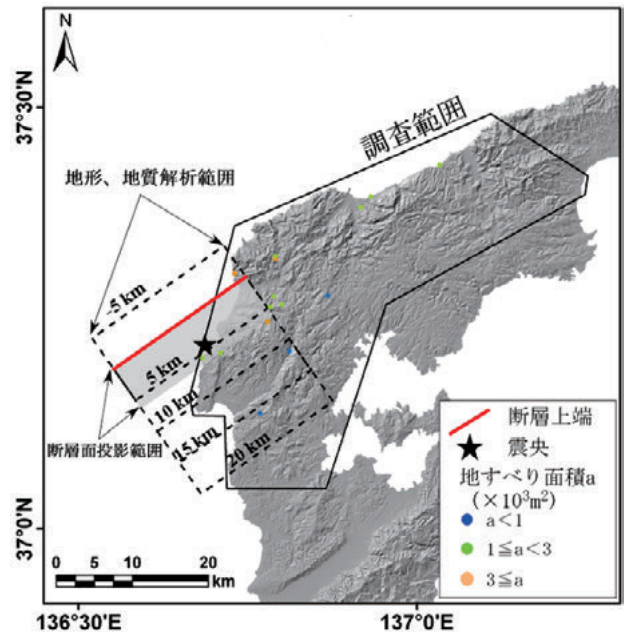 N
37°30'N
調査範囲
地形、地質解析範囲
-5 km
5 km
10 km
15 km
20 km
断層面投影範囲
37°0'N
0 5 10 20
km
断層上端
震央
地すべり面積a
(×10³m²)
a<1
1≦a<3
3≦a
136°30'E
137°0'E